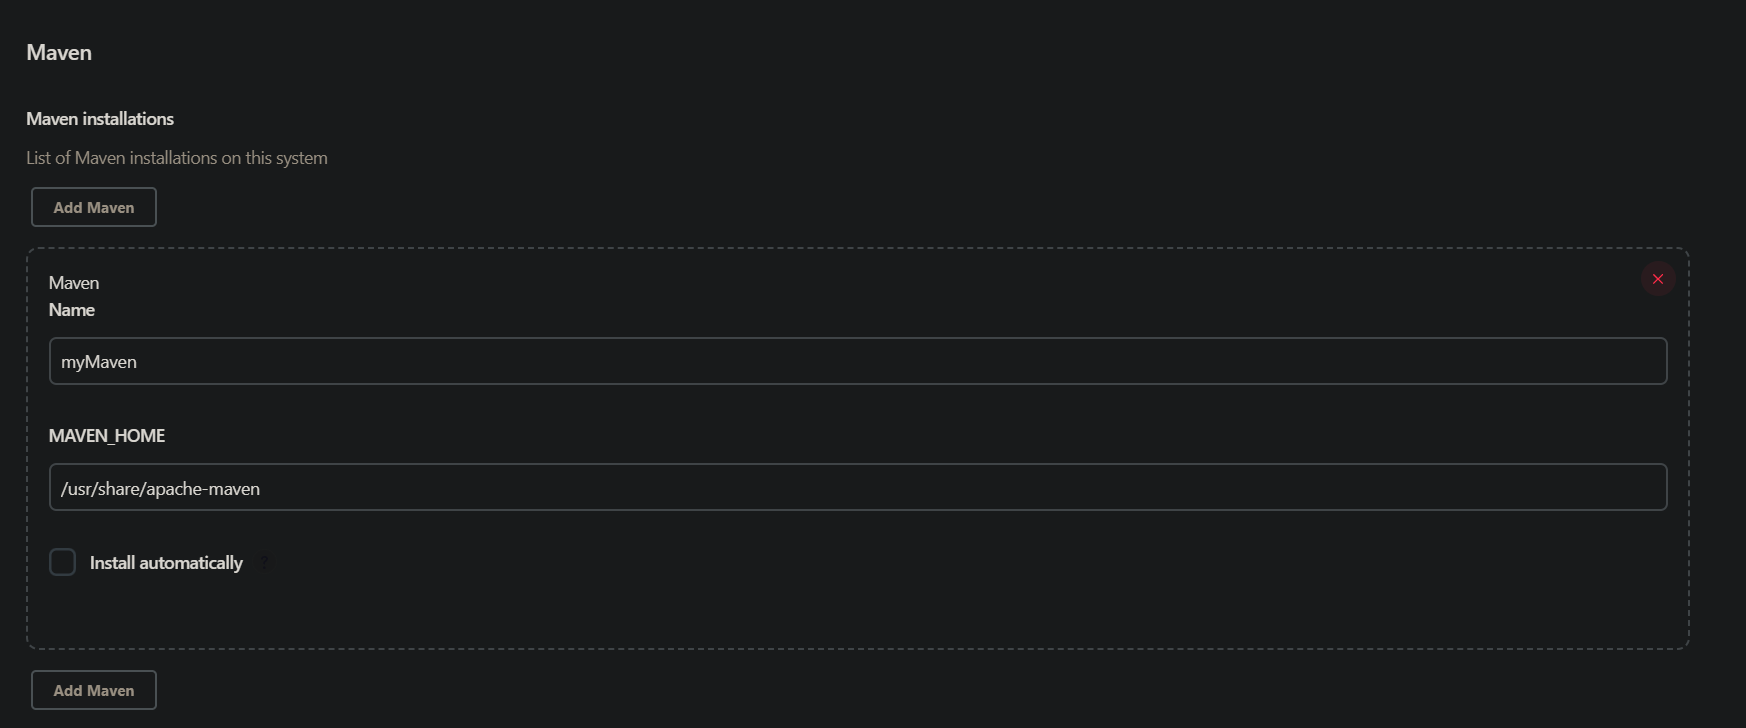 Maven
Maven installations
List of Maven installations on this system
Add Maven
Maven
Name
myMaven
MAVEN_HOME
/usr/share/apache-maven
Install automatically ?
Add Maven